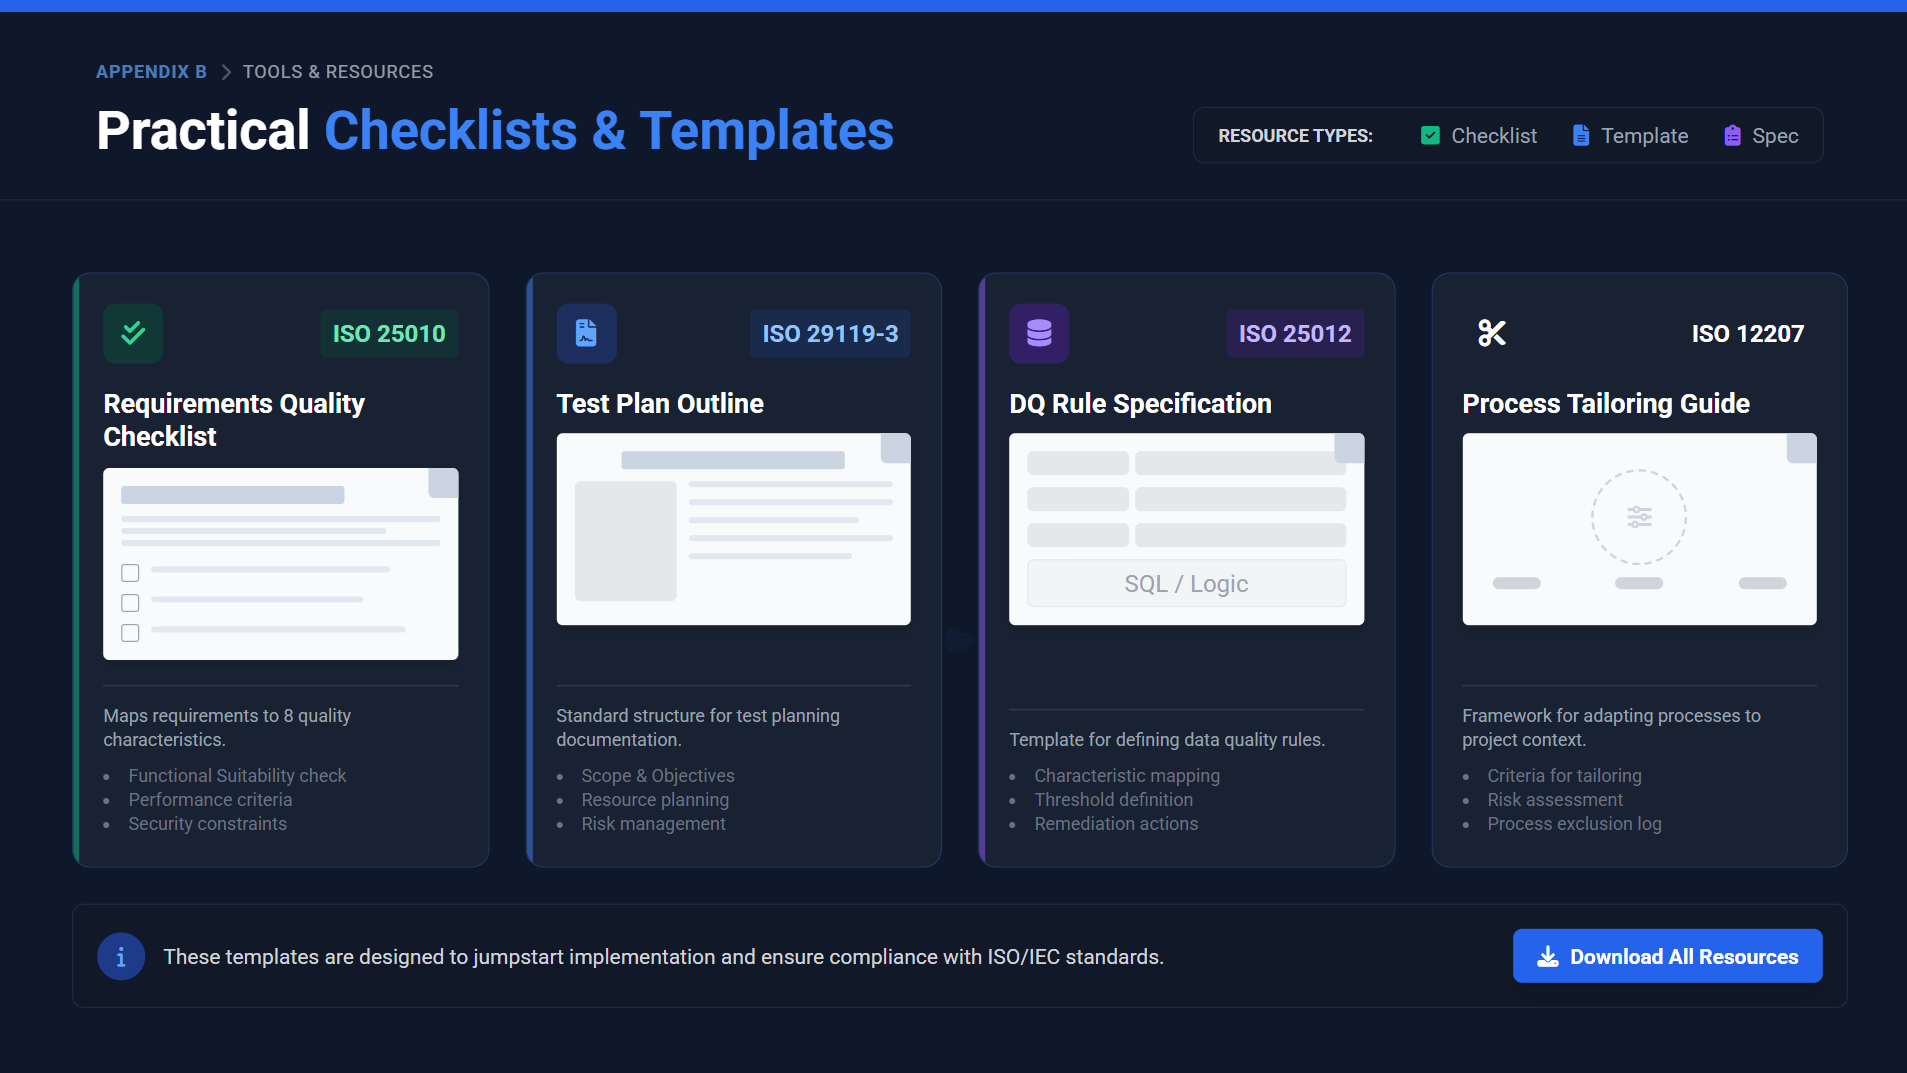 APPENDIX B
TOOLS & RESOURCES
Practical Checklists & Templates
RESOURCE TYPES:
Checklist
Template
Spec
ISO 25010
Requirements Quality
Checklist
Maps requirements to 8 quality
characteristics.
Functional Suitability check
Performance criteria
Security constraints
ISO 29119-3
Test Plan Outline
Standard structure for test planning
documentation.
Scope & Objectives
Resource planning
Risk management
ISO 25012
DQ Rule Specification
SQL / Logic
Template for defining data quality rules.
Characteristic mapping
Threshold definition
Remediation actions
ISO 12207
Process Tailoring Guide
Framework for adapting processes to
project context.
Criteria for tailoring
Risk assessment
Process exclusion log
These templates are designed to jumpstart implementation and ensure compliance with ISO/IEC standards.
Download All Resources